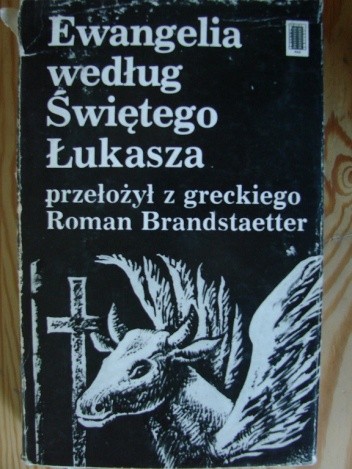 Ewangelia
według
Świętego
Łukasza
przełożył z greckiego
Roman Brandstaetter